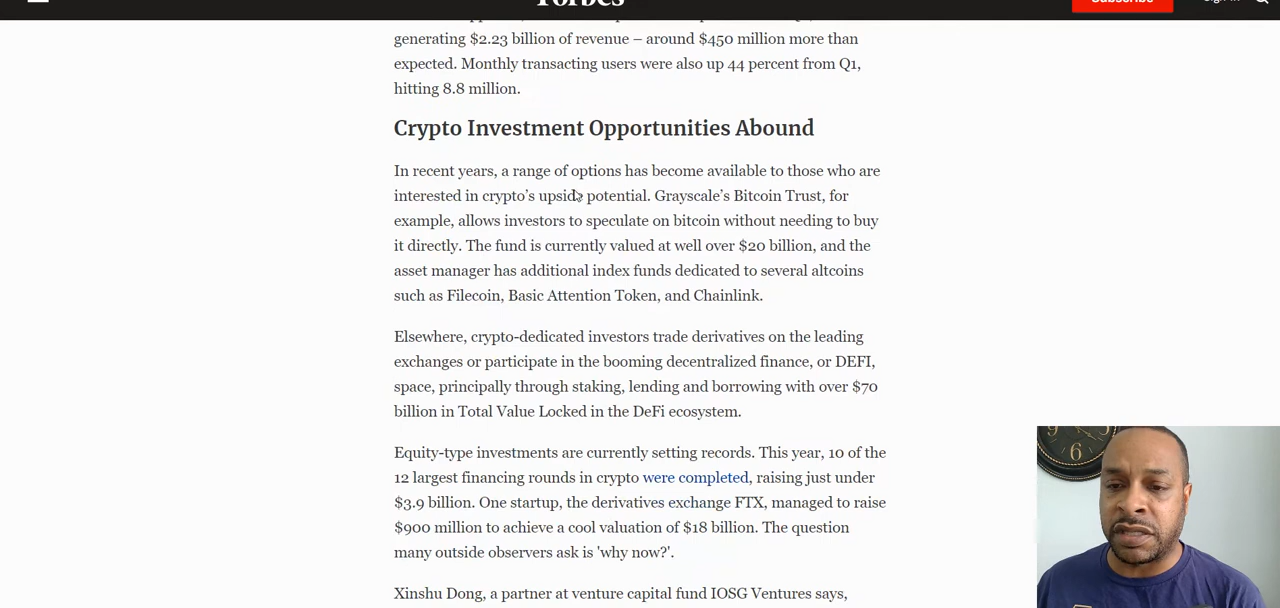 Forbes
Subscribe
Sign In
generating $2.23 billion of revenue – around $450 million more than
expected. Monthly transacting users were also up 44 percent from Q1,
hitting 8.8 million.
Crypto Investment Opportunities Abound
In recent years, a range of options has become available to those who are
interested in crypto’s upside potential. Grayscale’s Bitcoin Trust, for
example, allows investors to speculate on bitcoin without needing to buy
it directly. The fund is currently valued at well over $20 billion, and the
asset manager has additional index funds dedicated to several altcoins
such as Filecoin, Basic Attention Token, and Chainlink.
Elsewhere, crypto-dedicated investors trade derivatives on the leading
exchanges or participate in the booming decentralized finance, or DEFI,
space, principally through staking, lending and borrowing with over $70
billion in Total Value Locked in the DeFi ecosystem.
Equity-type investments are currently setting records. This year, 10 of the
12 largest financing rounds in crypto were completed, raising just under
$3.9 billion. One startup, the derivatives exchange FTX, managed to raise
$900 million to achieve a cool valuation of $18 billion. The question
many outside observers ask is 'why now?'.
Xinshu Dong, a partner at venture capital fund IOSG Ventures says,
6